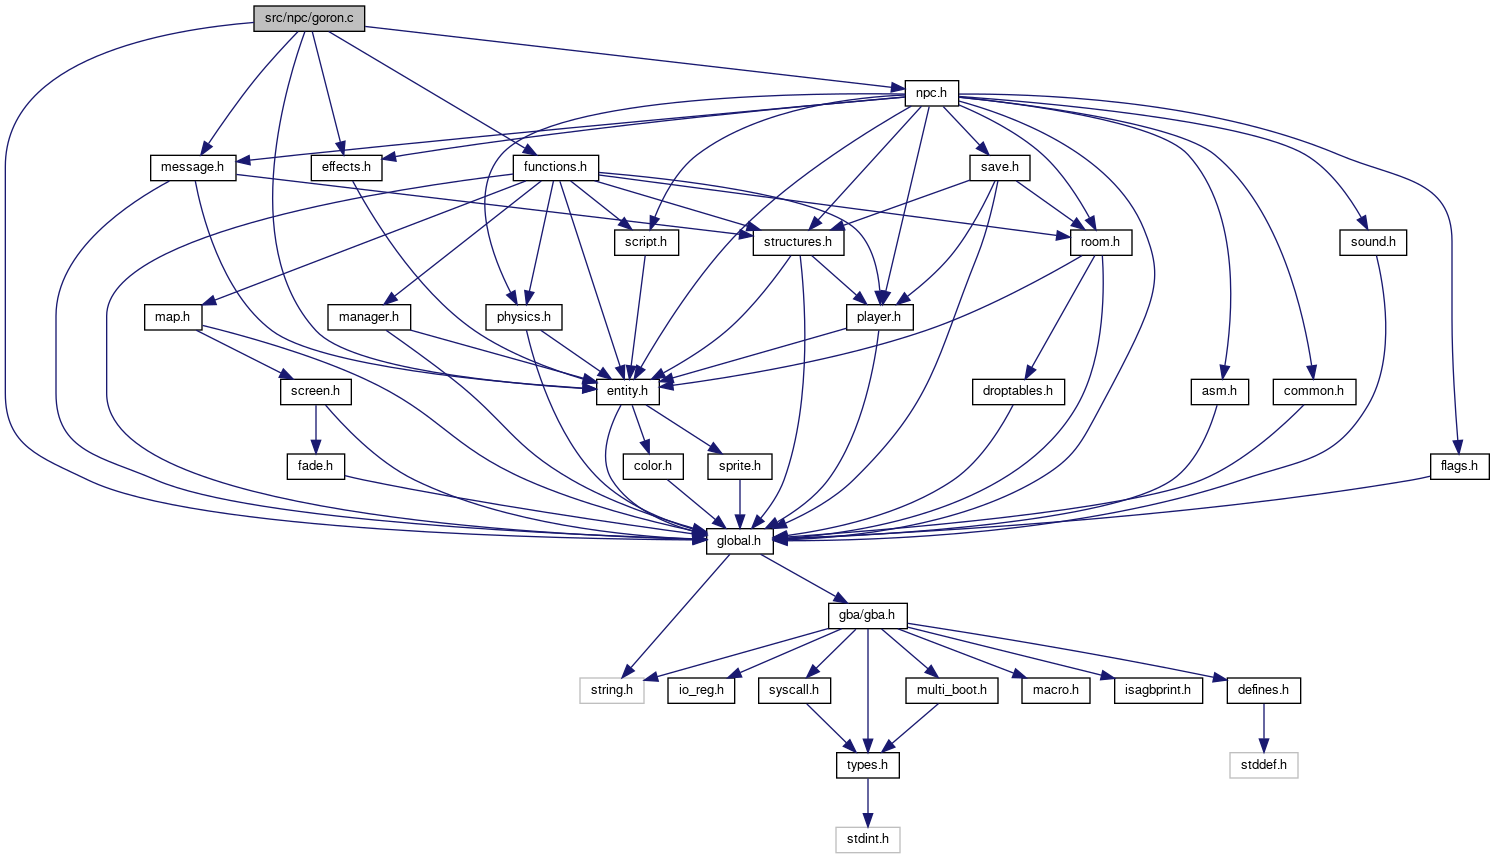 src/npc/goron.c
npc.h
message.h
effects.h
functions.h
save.h
script.h
structures.h
room.h
sound.h
map.h
manager.h
physics.h
player.h
screen.h
entity.h
droptables.h
asm.h
common.h
fade.h
color.h
sprite.h
flags.h
global.h
gba/gba.h
string.h
io_reg.h
syscall.h
multi_boot.h
macro.h
isagbprint.h
defines.h
types.h
stddef.h
stdint.h